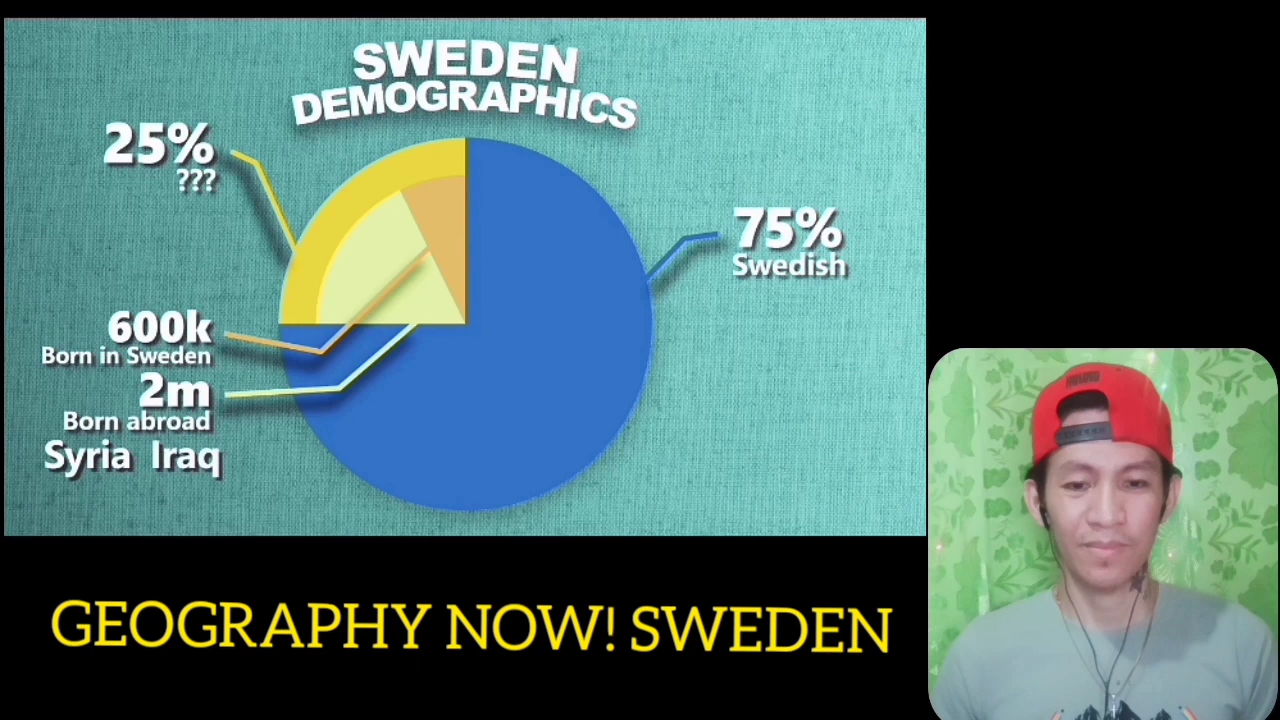 SWEDEN
DEMOGRAPHICS
25%
???
75%
Swedish
600k
Born in Sweden
2m
Born abroad
Syria Iraq
GEOGRAPHY NOW! SWEDEN